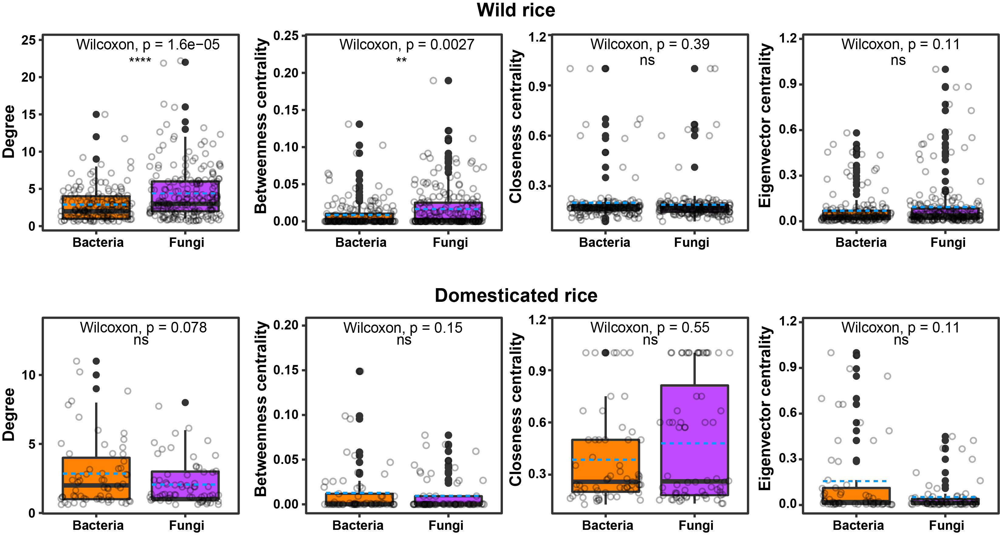 Wild rice
Degree
25
20
15
10
5
0
Wilcoxon, p = 1.6e−05
****
Bacteria
Fungi
Betweenness centrality
0.25
0.20
0.15
0.10
0.05
0.00
Wilcoxon, p = 0.0027
**
Bacteria
Fungi
Closeness centrality
1.2
0.9
0.6
0.3
Wilcoxon, p = 0.39
ns
Bacteria
Fungi
Eigenvector centrality
1.2
0.9
0.6
0.3
0.0
Wilcoxon, p = 0.11
ns
Bacteria
Fungi
Domesticated rice
Degree
10
5
0
Wilcoxon, p = 0.078
ns
Bacteria
Fungi
Betweenness centrality
0.20
0.15
0.10
0.05
0.00
Wilcoxon, p = 0.15
ns
Bacteria
Fungi
Closeness centrality
1.2
0.9
0.6
0.3
Wilcoxon, p = 0.55
ns
Bacteria
Fungi
Eigenvector centrality
1.2
0.9
0.6
0.3
0.0
Wilcoxon, p = 0.11
ns
Bacteria
Fungi